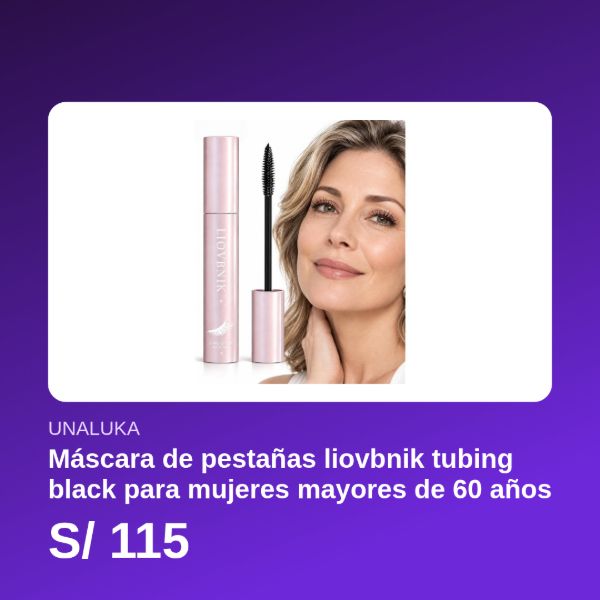 LIOVBNIK
UNALUKA
Máscara de pestañas liovbnik tubing
black para mujeres mayores de 60 años
S/ 115